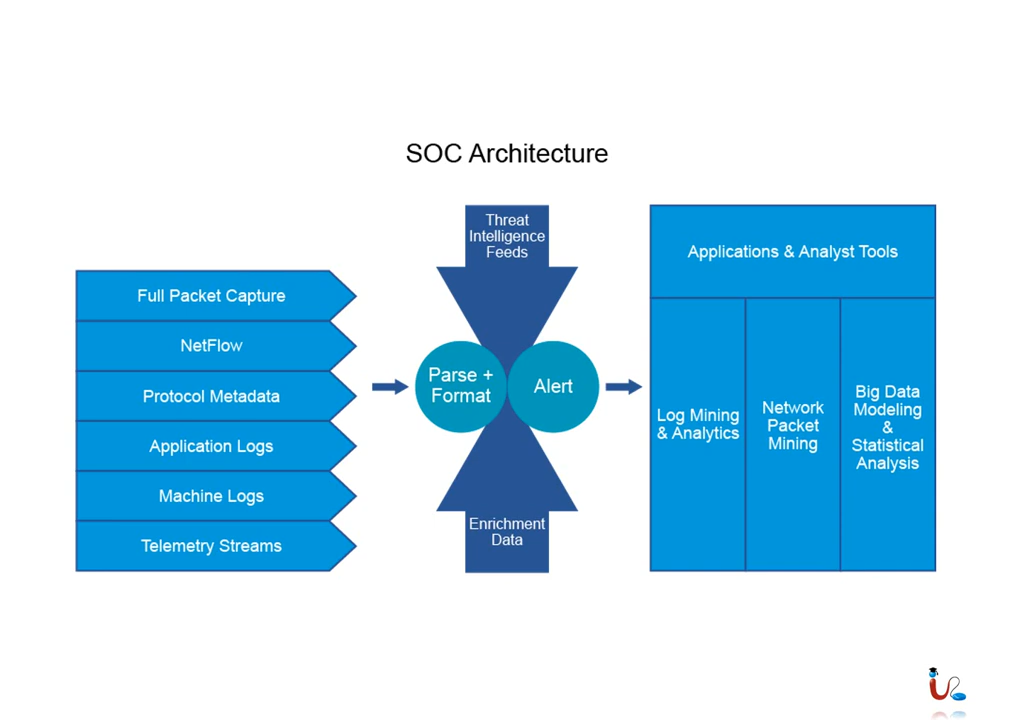 SOC Architecture
Full Packet Capture
NetFlow
Protocol Metadata
Application Logs
Machine Logs
Telemetry Streams
Threat
Intelligence
Feeds
Parse +
Format
Alert
Enrichment
Data
Applications & Analyst Tools
Log Mining
& Analytics
Network
Packet
Mining
Big Data
Modeling
&
Statistical
Analysis